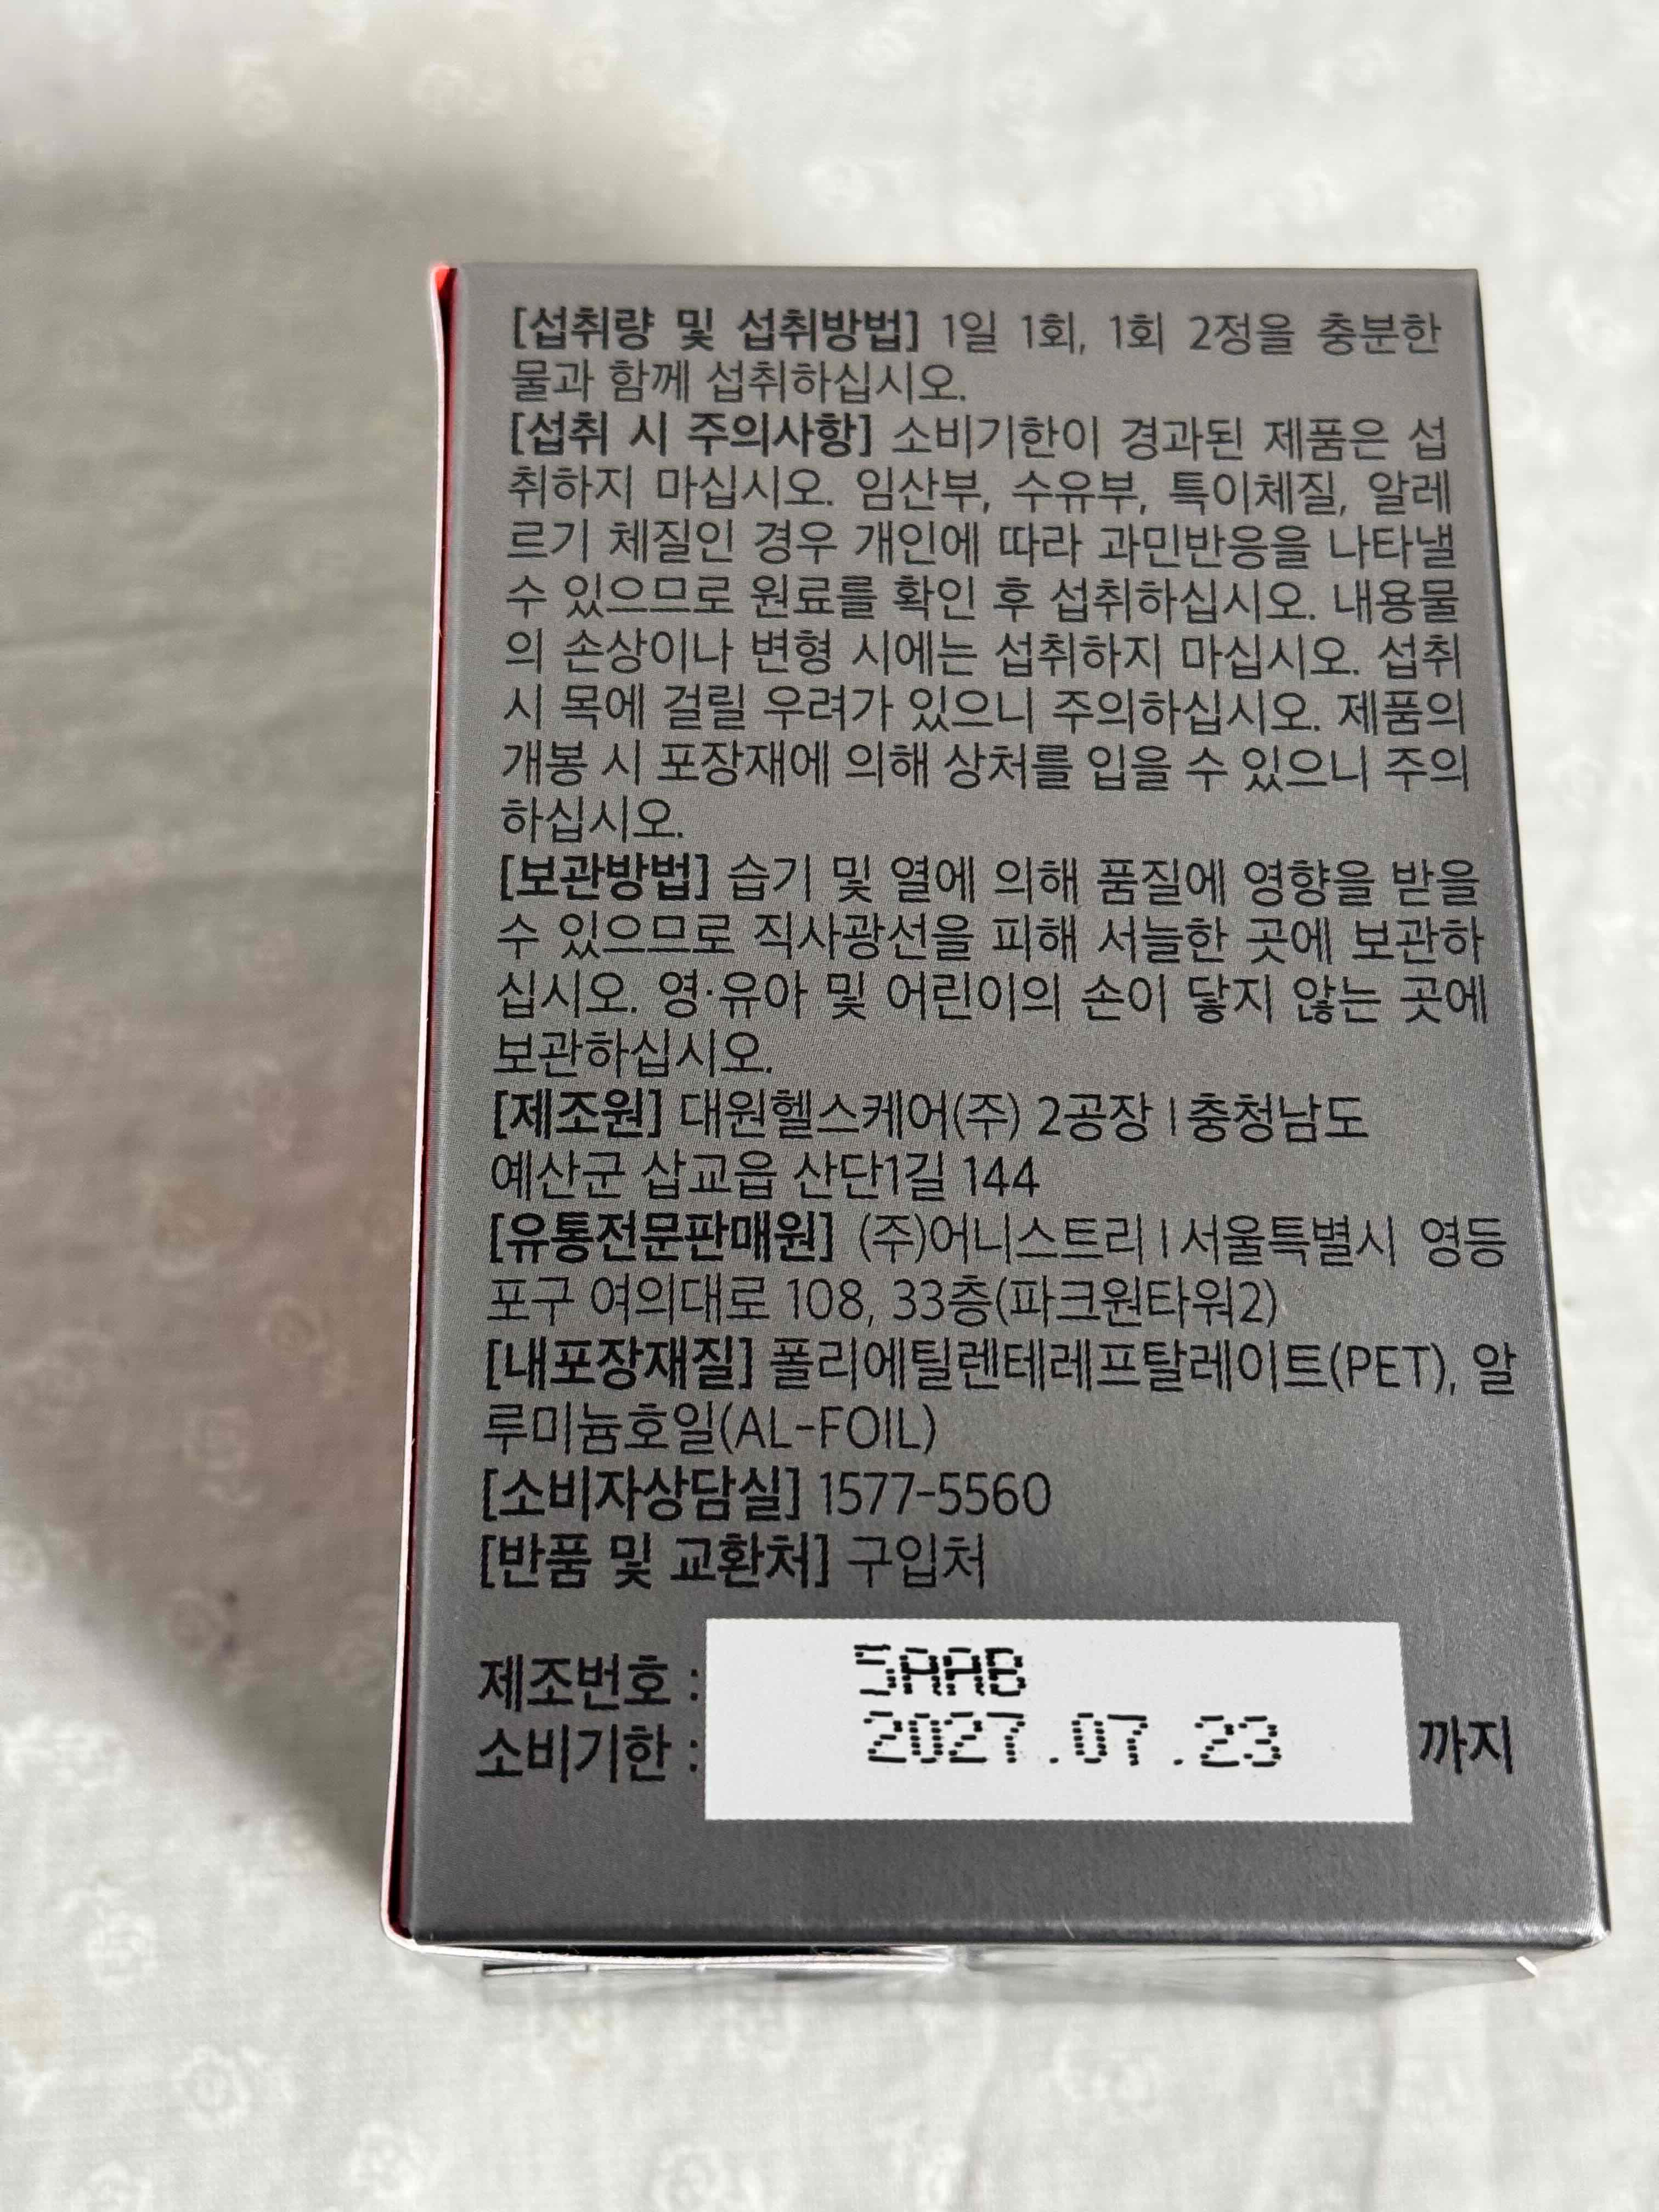 [섭취량 및 섭취방법] 1일 1회, 1회 2정을 충분한
물과 함께 섭취하십시오.
[섭취 시 주의사항] 소비기한이 경과된 제품은 섭
취하지 마십시오. 임산부, 수유부, 특이체질, 알레
르기 체질인 경우 개인에 따라 과민반응을 나타낼
수 있으므로 원료를 확인 후 섭취하십시오. 내용물
의 손상이나 변형 시에는 섭취하지 마십시오. 섭취
시 목에 걸릴 우려가 있으니 주의하십시오. 제품의
개봉 시 포장재에 의해 상처를 입을 수 있으니 주의
하십시오.
[보관방법] 습기 및 열에 의해 품질에 영향을 받을
수 있으므로 직사광선을 피해 서늘한 곳에 보관하
십시오. 영·유아 및 어린이의 손이 닿지 않는 곳에
보관하십시오.
[제조원] 대원헬스케어(주) 2공장 | 충청남도
예산군 삽교읍 산단1길 144
[유통전문판매원] (주)어니스트리 | 서울특별시 영등
포구 여의대로 108, 33층(파크원타워2)
[내포장재질] 폴리에틸렌테레프탈레이트(PET), 알
루미늄호일(AL-FOIL)
[소비자상담실] 1577-5560
[반품 및 교환처] 구입처
제조번호 : 5AAB
소비기한 : 2027.07.23 까지